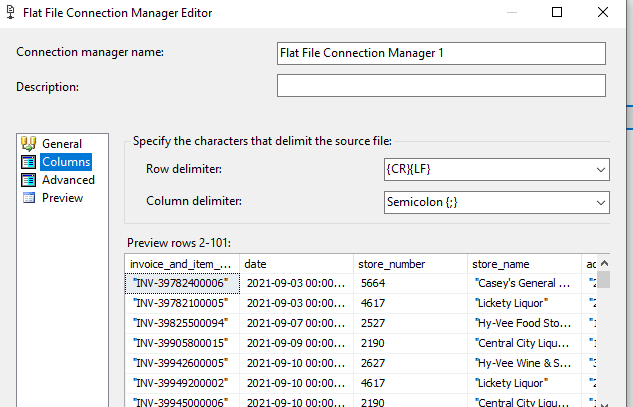 Flat File Connection Manager Editor
Connection manager name: Flat File Connection Manager 1
Description:
General
Columns
Advanced
Preview
Specify the characters that delimit the source file:
Row delimiter: {CR}{LF}
Column delimiter: Semicolon {;}
Preview rows 2-101:
invoice_and_item_... date store_number store_name ac
"INV-39782400006" 2021-09-03 00:00... 5664 "Casey's General ... "2
"INV-39782100005" 2021-09-03 00:00... 4617 "Lickety Liquor" "2
"INV-39825500094" 2021-09-07 00:00... 2527 "Hy-Vee Food Sto... "1
"INV-39905800015" 2021-09-09 00:00... 2190 "Central City Liqu... "1
"INV-39942600005" 2021-09-10 00:00... 2627 "Hy-Vee Wine & S... "3
"INV-39949200002" 2021-09-10 00:00... 4617 "Lickety Liquor" "2
"INV-39945000006" 2021-09-10 00:00... 2190 "Central City Liqu... "1